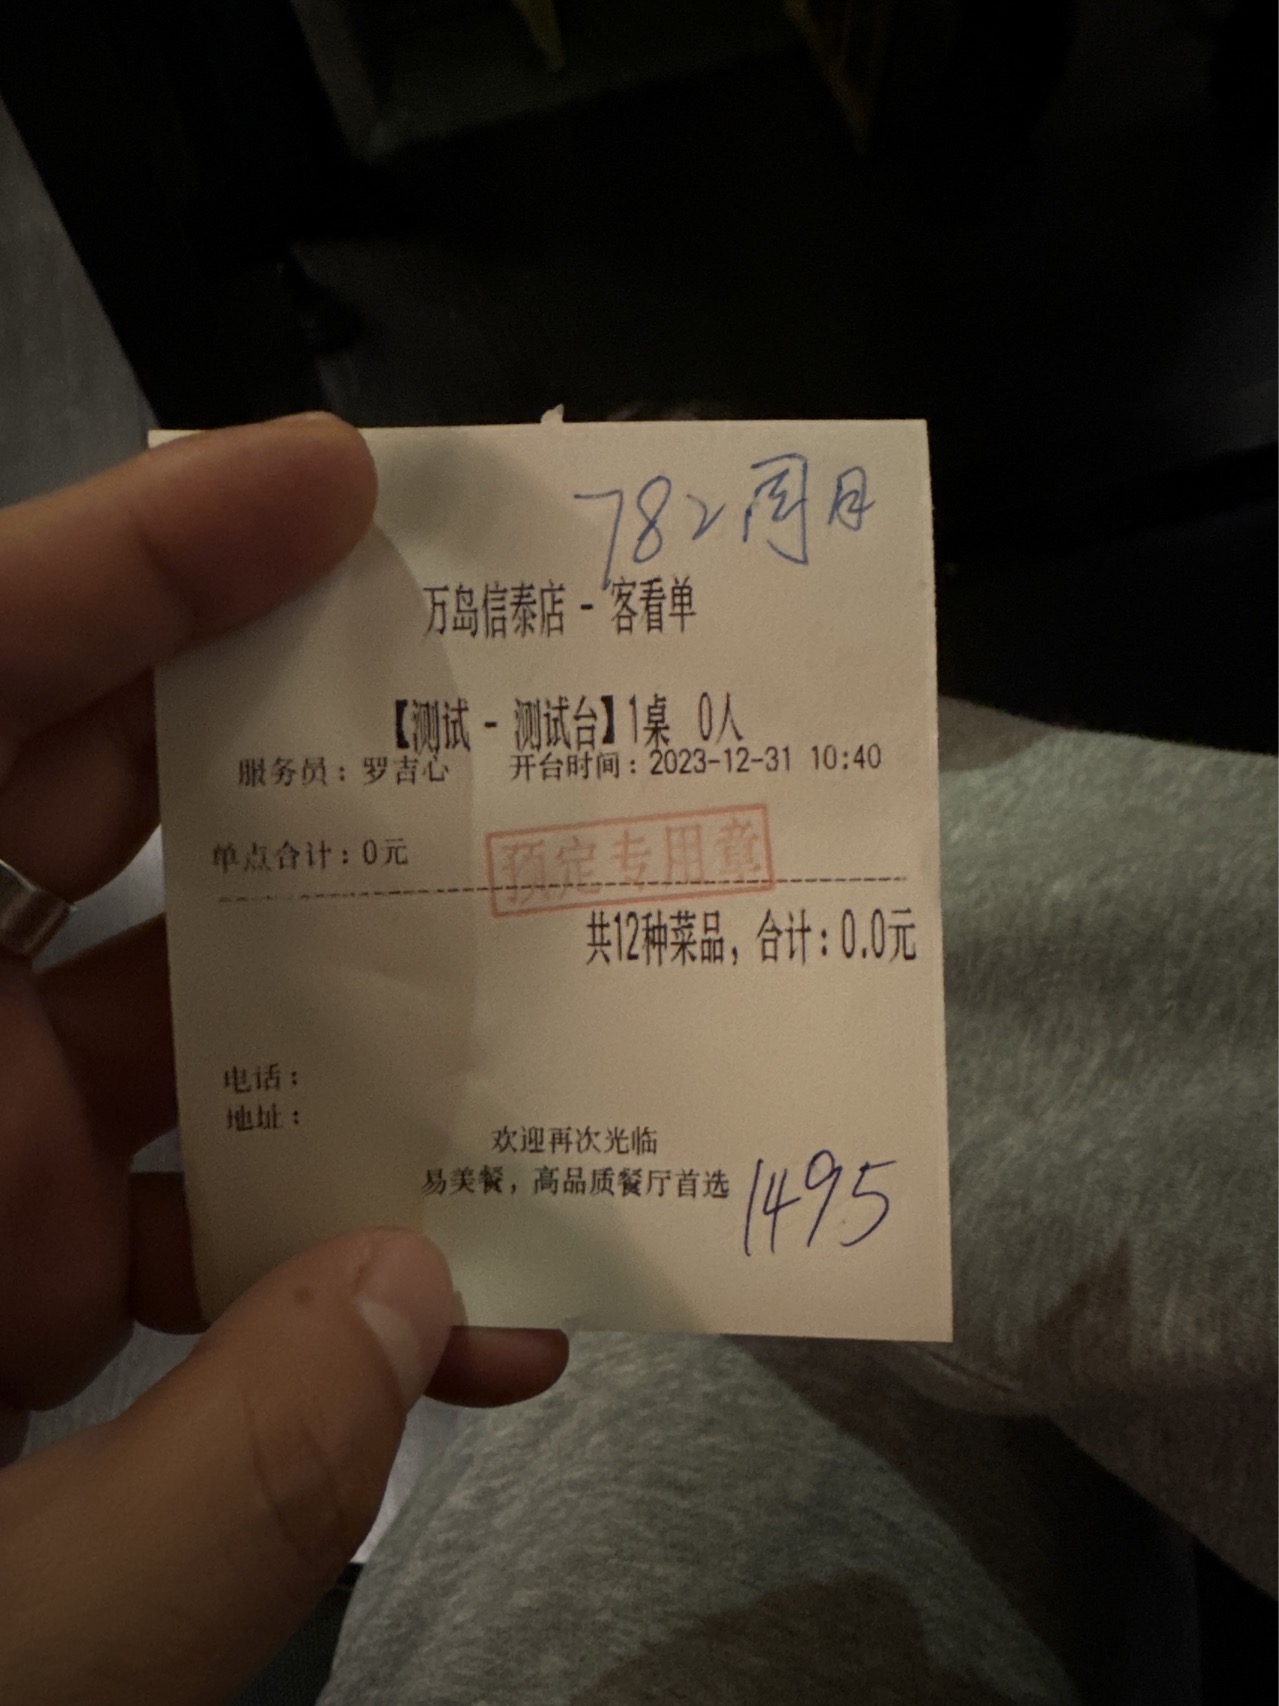 782 周月
万岛信泰店 - 客看单
【测试 - 测试台】1桌 0人
服务员：罗吉心 开台时间：2023-12-31 10:40
单点合计：0元
预定专用章
共12种菜品，合计：0.0元
电话：
地址：
欢迎再次光临
易美餐，高品质餐厅首选
1495